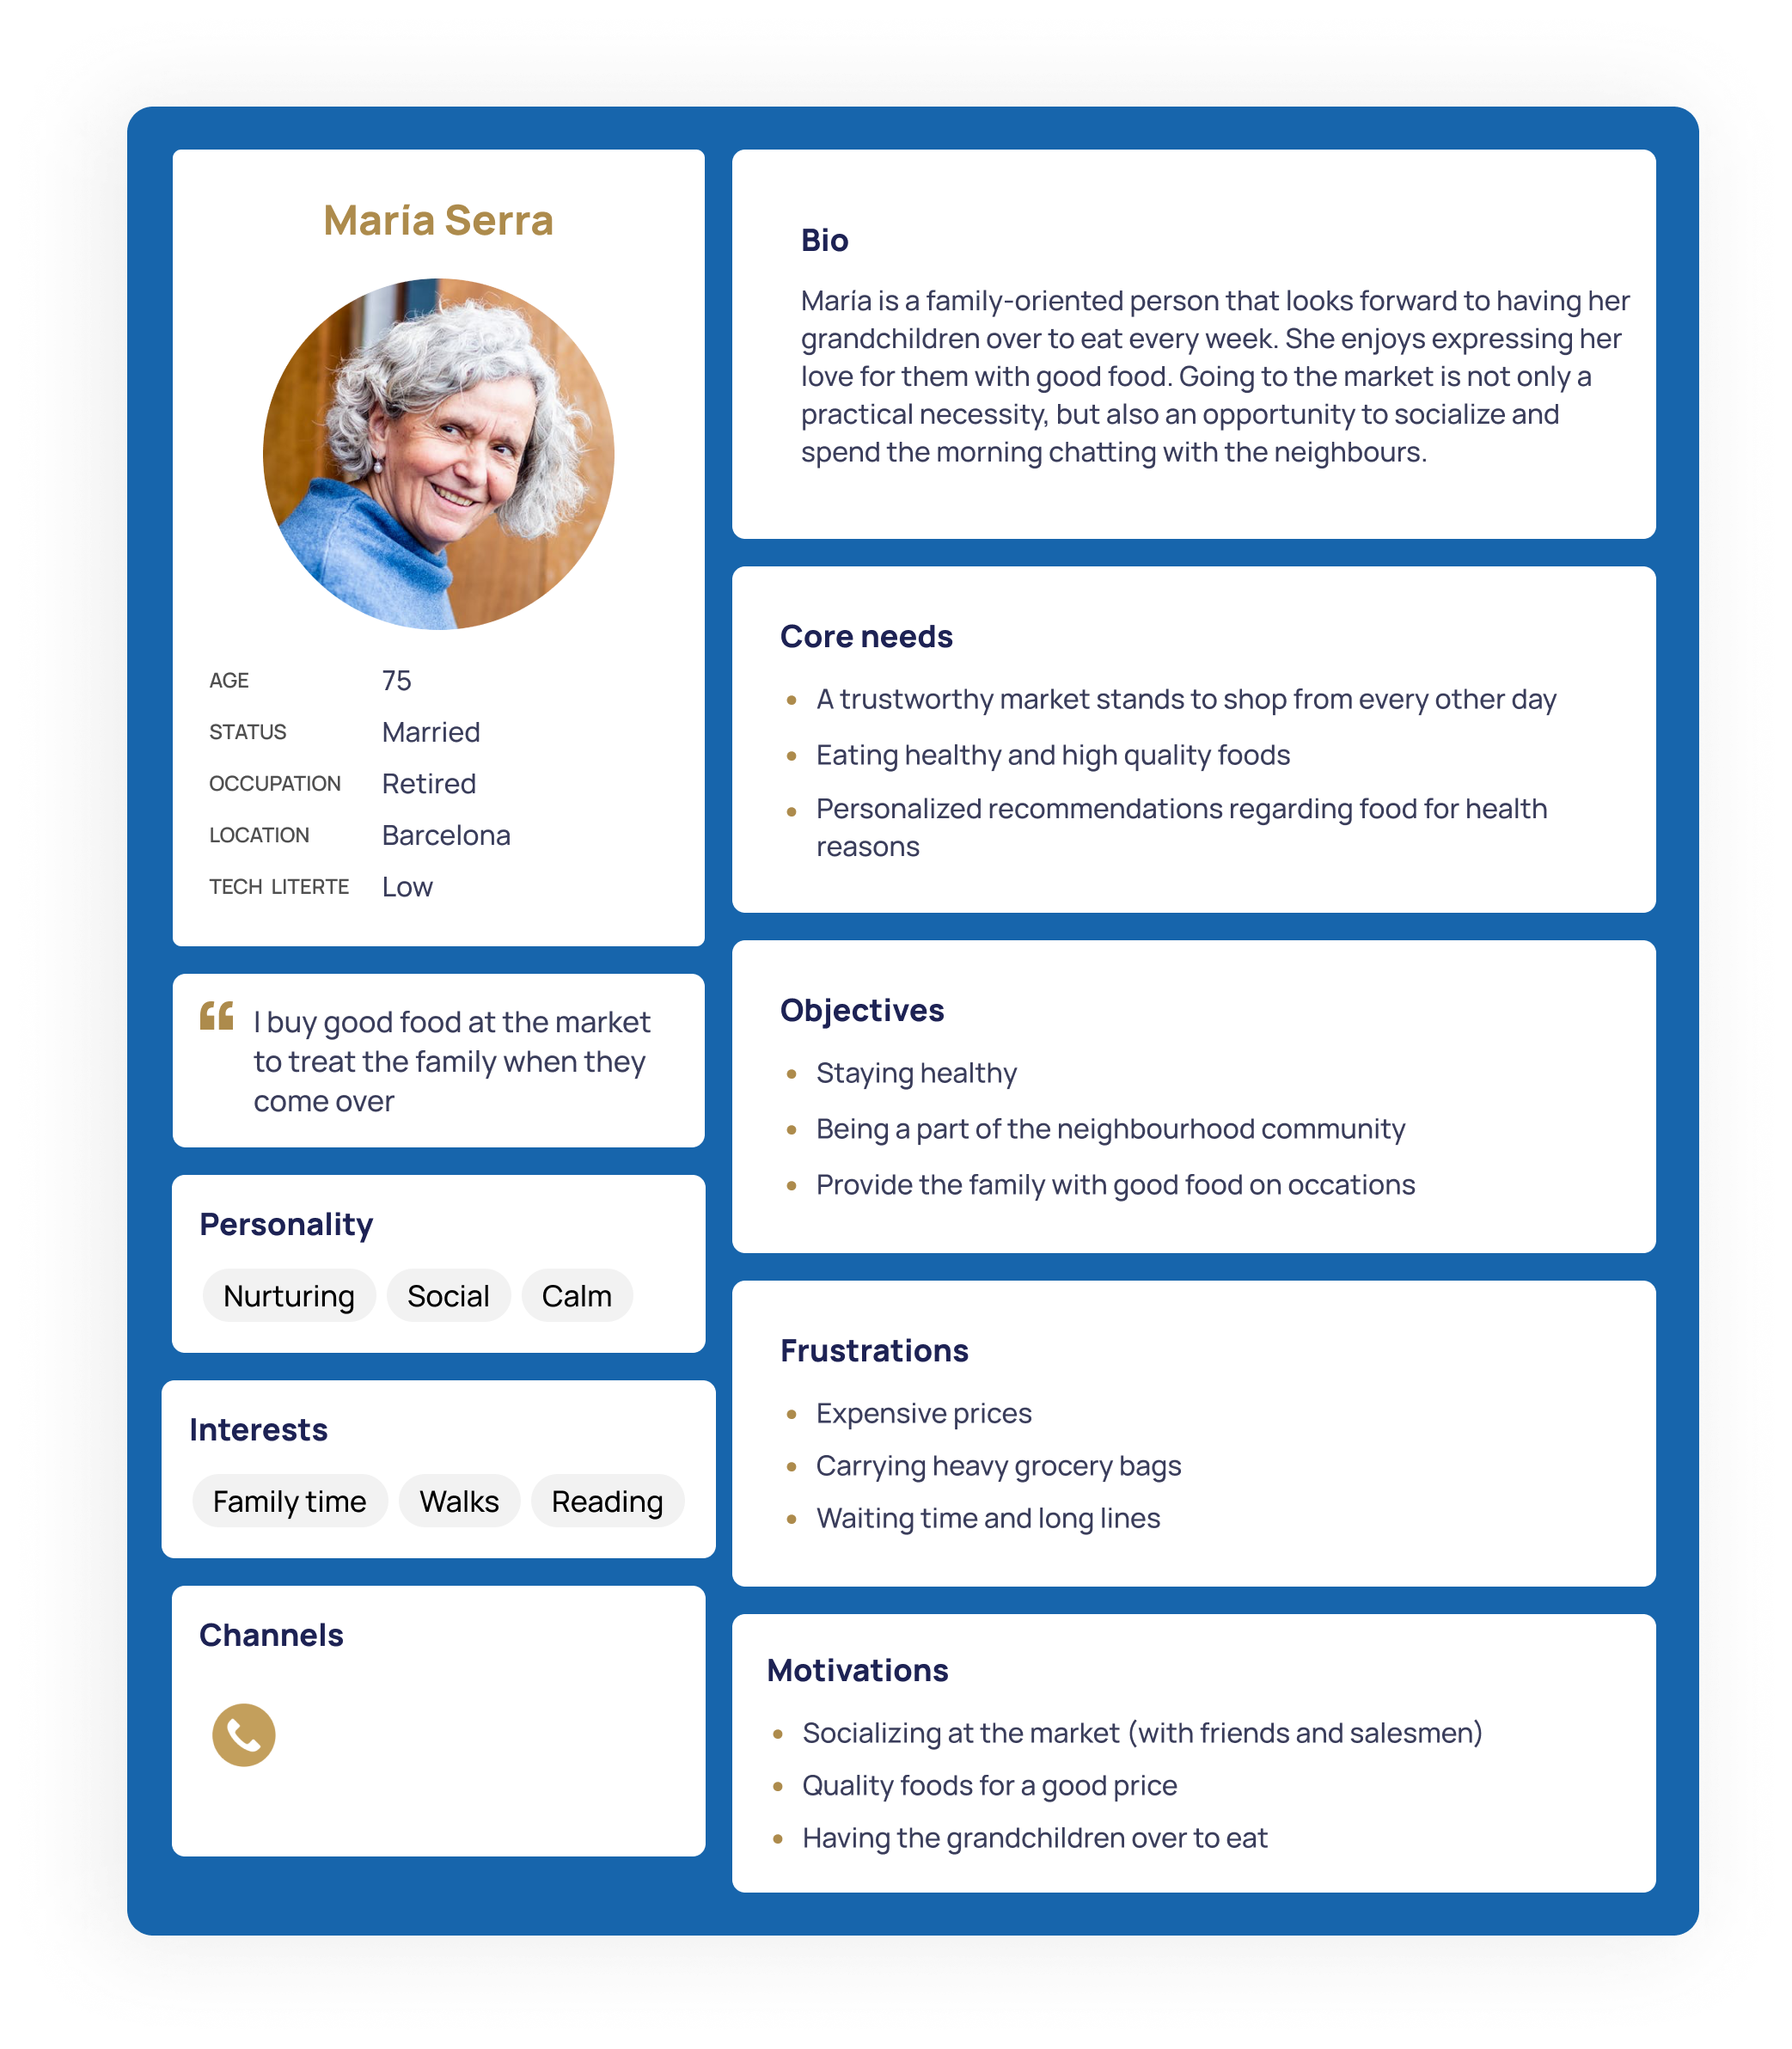 María Serra
AGE 75
STATUS Married
OCCUPATION Retired
LOCATION Barcelona
TECH LITERTE Low
I buy good food at the market
to treat the family when they
come over
Personality
Nurturing Social Calm
Interests
Family time Walks Reading
Channels
Bio
María is a family-oriented person that looks forward to having her
grandchildren over to eat every week. She enjoys expressing her
love for them with good food. Going to the market is not only a
practical necessity, but also an opportunity to socialize and
spend the morning chatting with the neighbours.
Core needs
• A trustworthy market stands to shop from every other day
• Eating healthy and high quality foods
• Personalized recommendations regarding food for health
reasons
Objectives
• Staying healthy
• Being a part of the neighbourhood community
• Provide the family with good food on occations
Frustrations
• Expensive prices
• Carrying heavy grocery bags
• Waiting time and long lines
Motivations
• Socializing at the market (with friends and salesmen)
• Quality foods for a good price
• Having the grandchildren over to eat